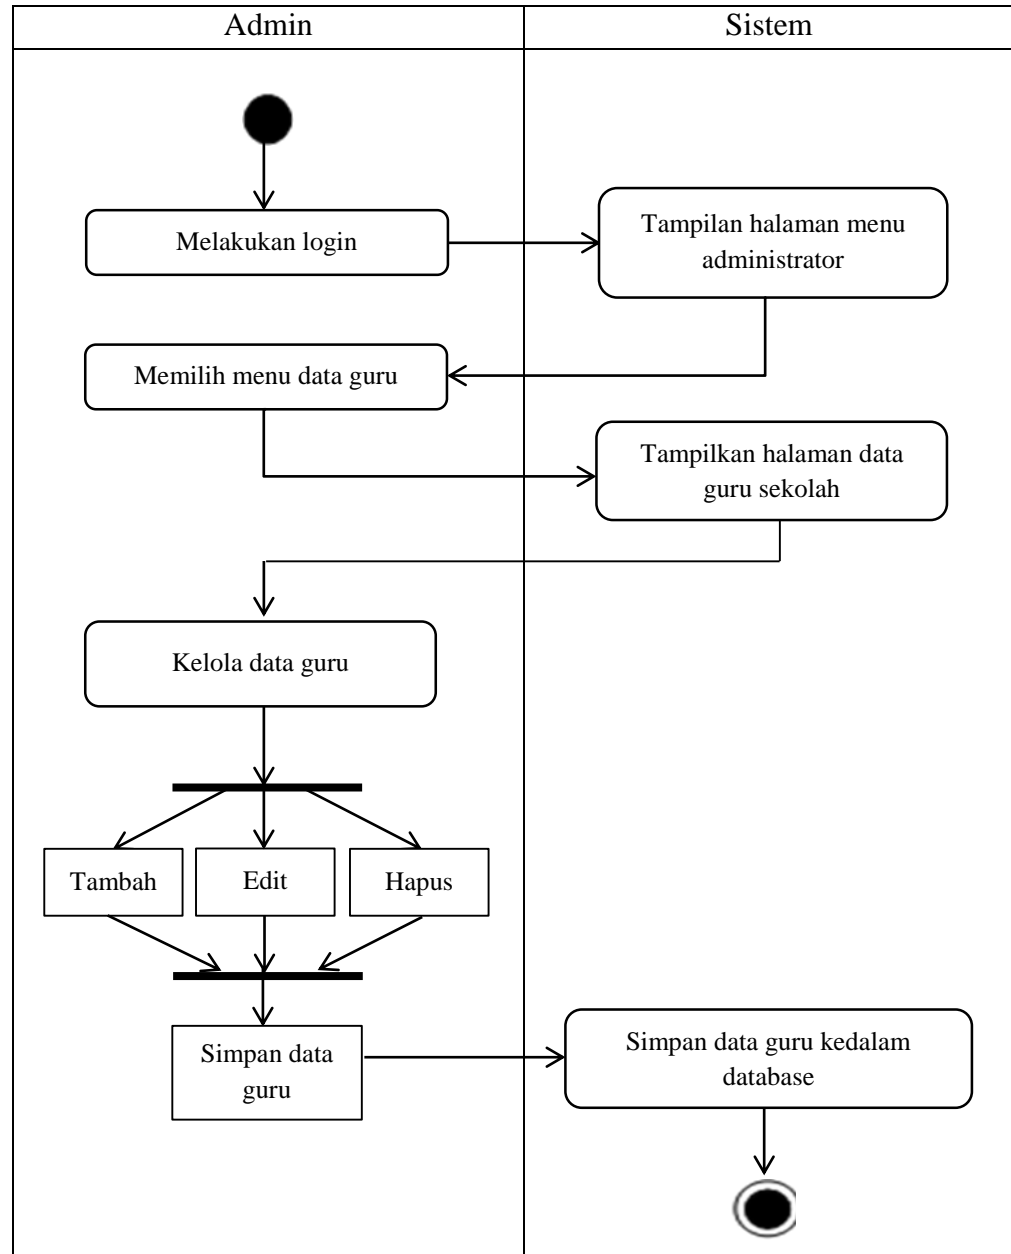 Admin
Sistem
Melakukan login
Tampilan halaman menu
administrator
Memilih menu data guru
Tampilkan halaman data
guru sekolah
Kelola data guru
Tambah
Edit
Hapus
Simpan data
guru
Simpan data guru kedalam
database